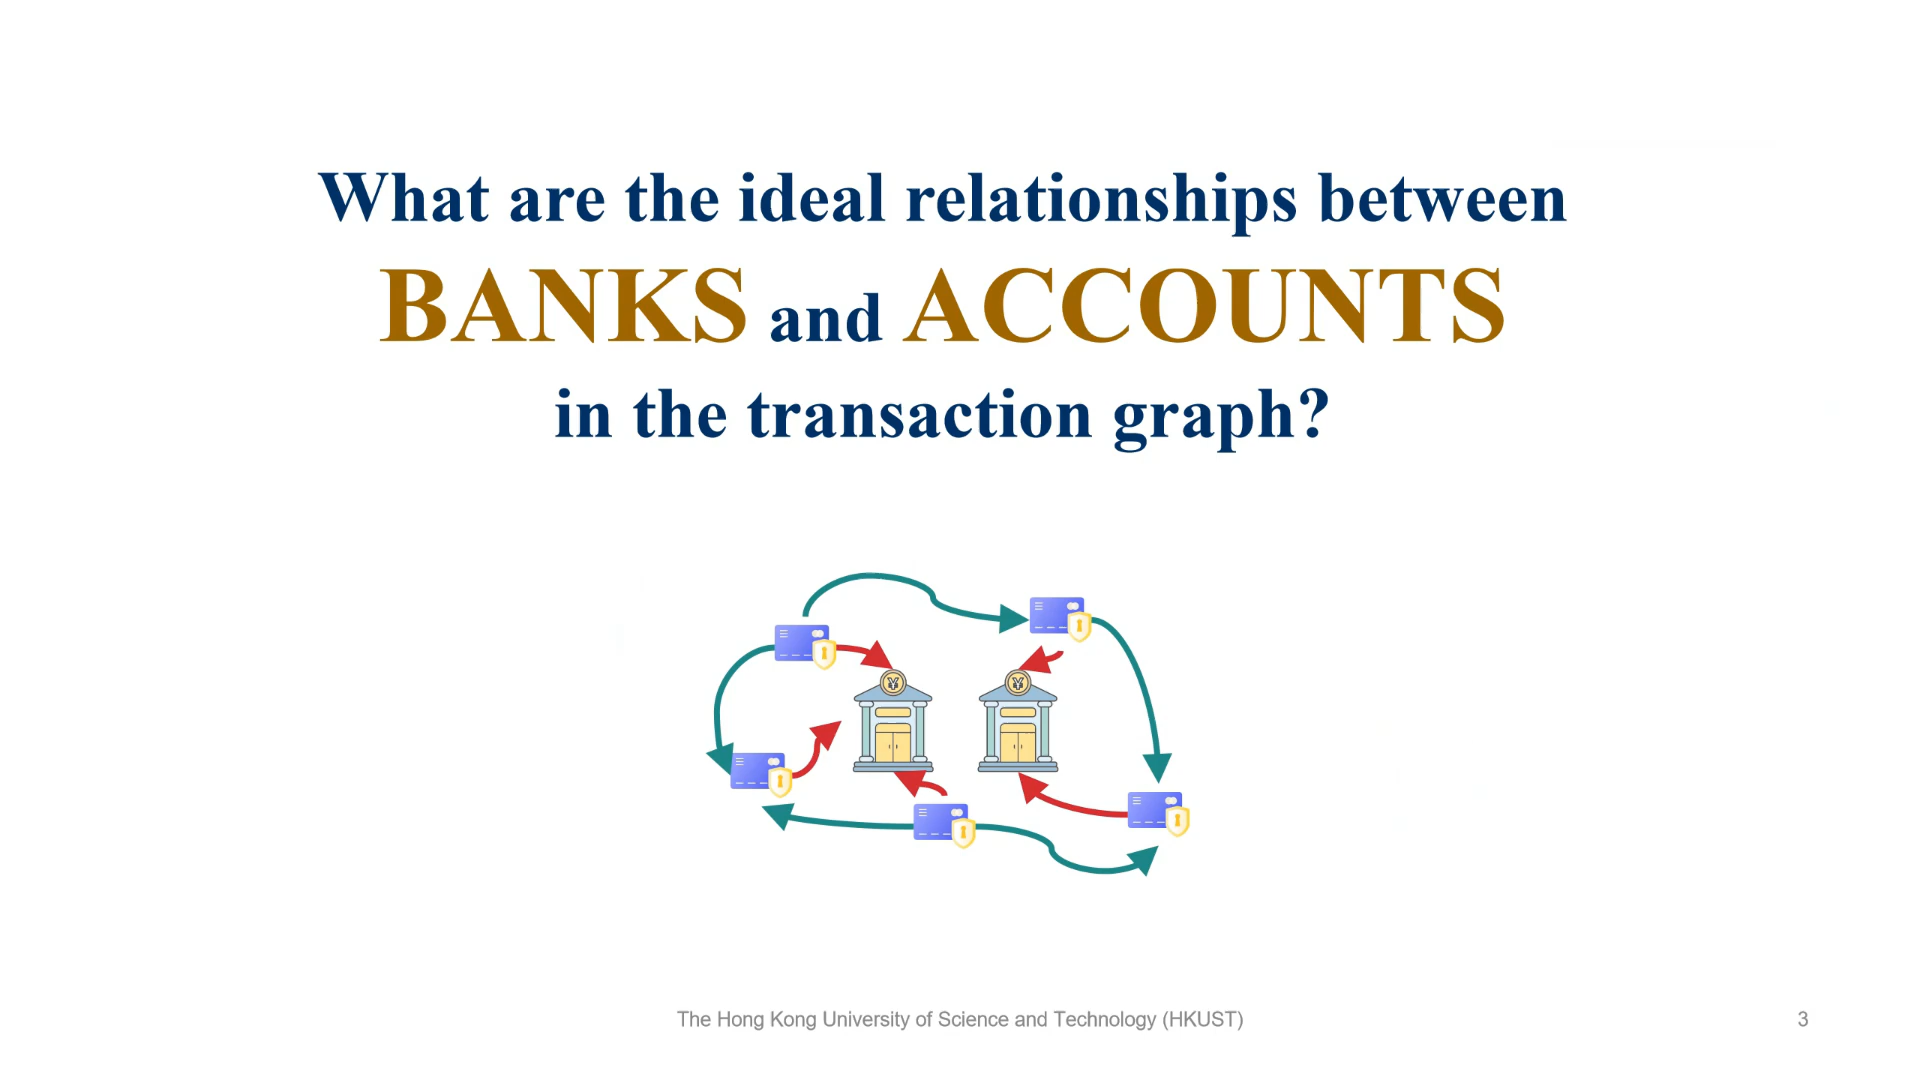 What are the ideal relationships between
BANKS and ACCOUNTS
in the transaction graph?
¥ ¥
The Hong Kong University of Science and Technology (HKUST) 3